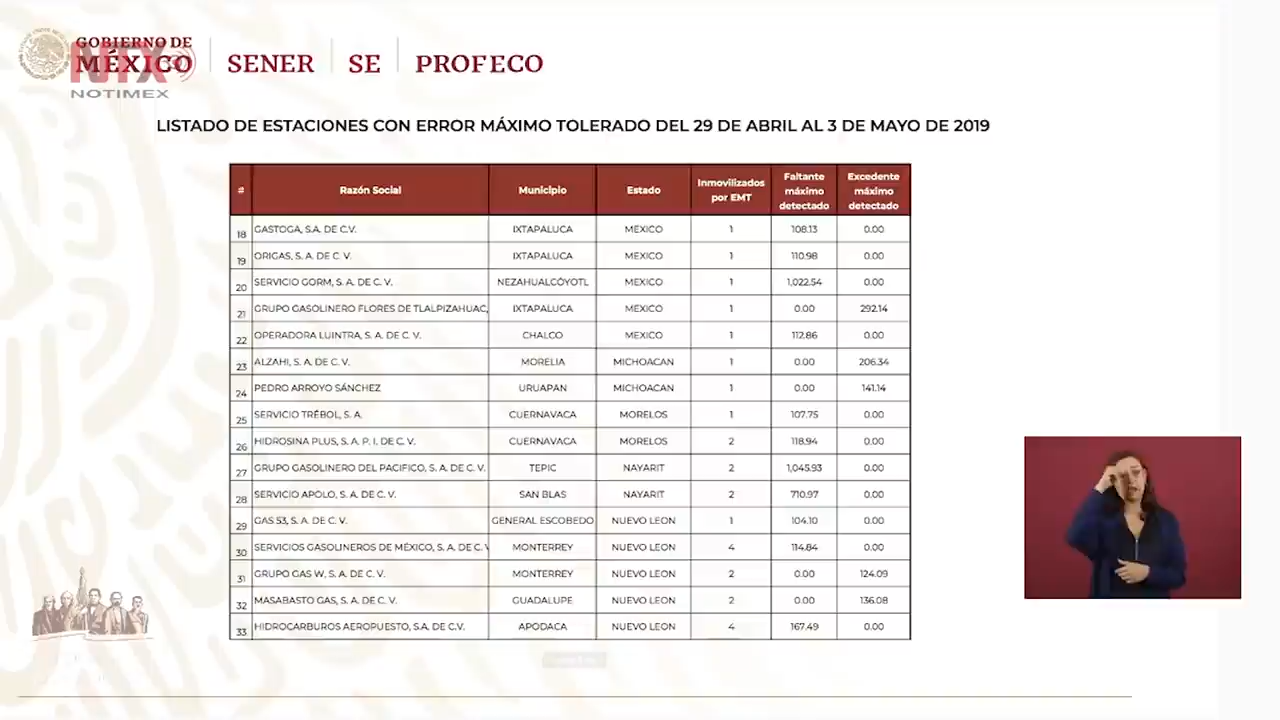 GOBIERNO DE
MÉXICO
SENER
SE
PROFECO
NTX
NOTIMEX
LISTADO DE ESTACIONES CON ERROR MÁXIMO TOLERADO DEL 29 DE ABRIL AL 3 DE MAYO DE 2019
# Razón Social Municipio Estado Inmovilizados por EMT Faltante máximo detectado Excedente máximo detectado
18 GASTOGA, S.A. DE C.V. IXTAPALUCA MEXICO 1 108.13 0.00
19 ORIGAS, S. A. DE C. V. IXTAPALUCA MEXICO 1 110.98 0.00
20 SERVICIO GORM, S. A. DE C. V. NEZAHUALCÓYOTL MEXICO 1 1,022.54 0.00
21 GRUPO GASOLINERO FLORES DE TLALPIZAHUAC, IXTAPALUCA MEXICO 1 0.00 292.14
22 OPERADORA LUINTRA, S. A. DE C. V. CHALCO MEXICO 1 112.86 0.00
23 ALZAHI, S. A. DE C. V. MORELIA MICHOACAN 1 0.00 206.34
24 PEDRO ARROYO SÁNCHEZ URUAPAN MICHOACAN 1 0.00 141.14
25 SERVICIO TRÉBOL, S. A. CUERNAVACA MORELOS 1 107.75 0.00
26 HIDROSINA PLUS, S. A. P. I. DE C. V. CUERNAVACA MORELOS 2 118.94 0.00
27 GRUPO GASOLINERO DEL PACIFICO, S. A. DE C. V. TEPIC NAYARIT 2 1,045.93 0.00
28 SERVICIO APOLO, S. A. DE C. V. SAN BLAS NAYARIT 2 710.97 0.00
29 GAS 53, S. A. DE C. V. GENERAL ESCOBEDO NUEVO LEON 1 104.10 0.00
30 SERVICIOS GASOLINEROS DE MÉXICO, S. A. DE C. V MONTERREY NUEVO LEON 4 114.84 0.00
31 GRUPO GAS W, S. A. DE C. V. MONTERREY NUEVO LEON 2 0.00 124.09
32 MASABASTO GAS, S. A. DE C. V. GUADALUPE NUEVO LEON 2 0.00 136.08
33 HIDROCARBUROS AEROPUESTO, S.A. DE C.V. APODACA NUEVO LEON 4 167.49 0.00